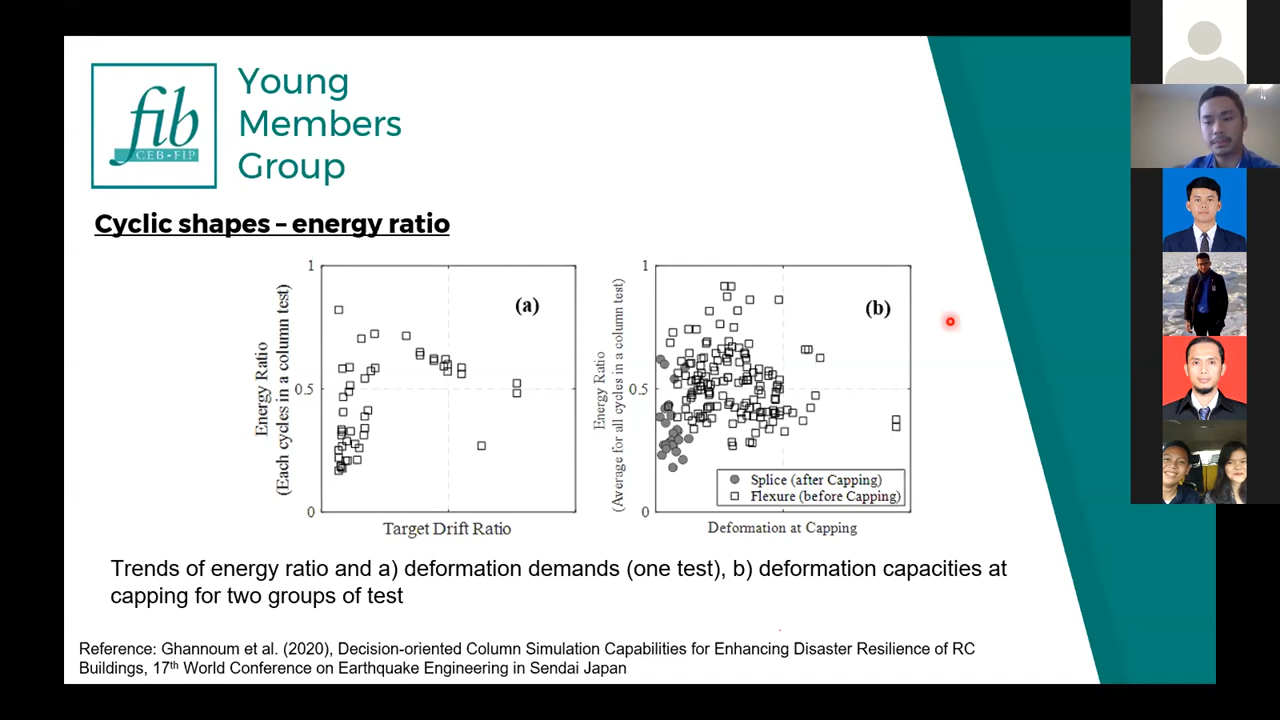 fib
CEB-FIP
Young
Members
Group
Cyclic shapes – energy ratio
Energy Ratio
(Each cycles in a column test)
1
0.5
0
(a)
Target Drift Ratio
Energy Ratio
(Average for all cycles in a column test)
1
0.5
0
(b)
Splice (after Capping)
Flexure (before Capping)
Deformation at Capping
Trends of energy ratio and a) deformation demands (one test), b) deformation capacities at
capping for two groups of test
Reference: Ghannoum et al. (2020), Decision-oriented Column Simulation Capabilities for Enhancing Disaster Resilience of RC
Buildings, 17th World Conference on Earthquake Engineering in Sendai Japan